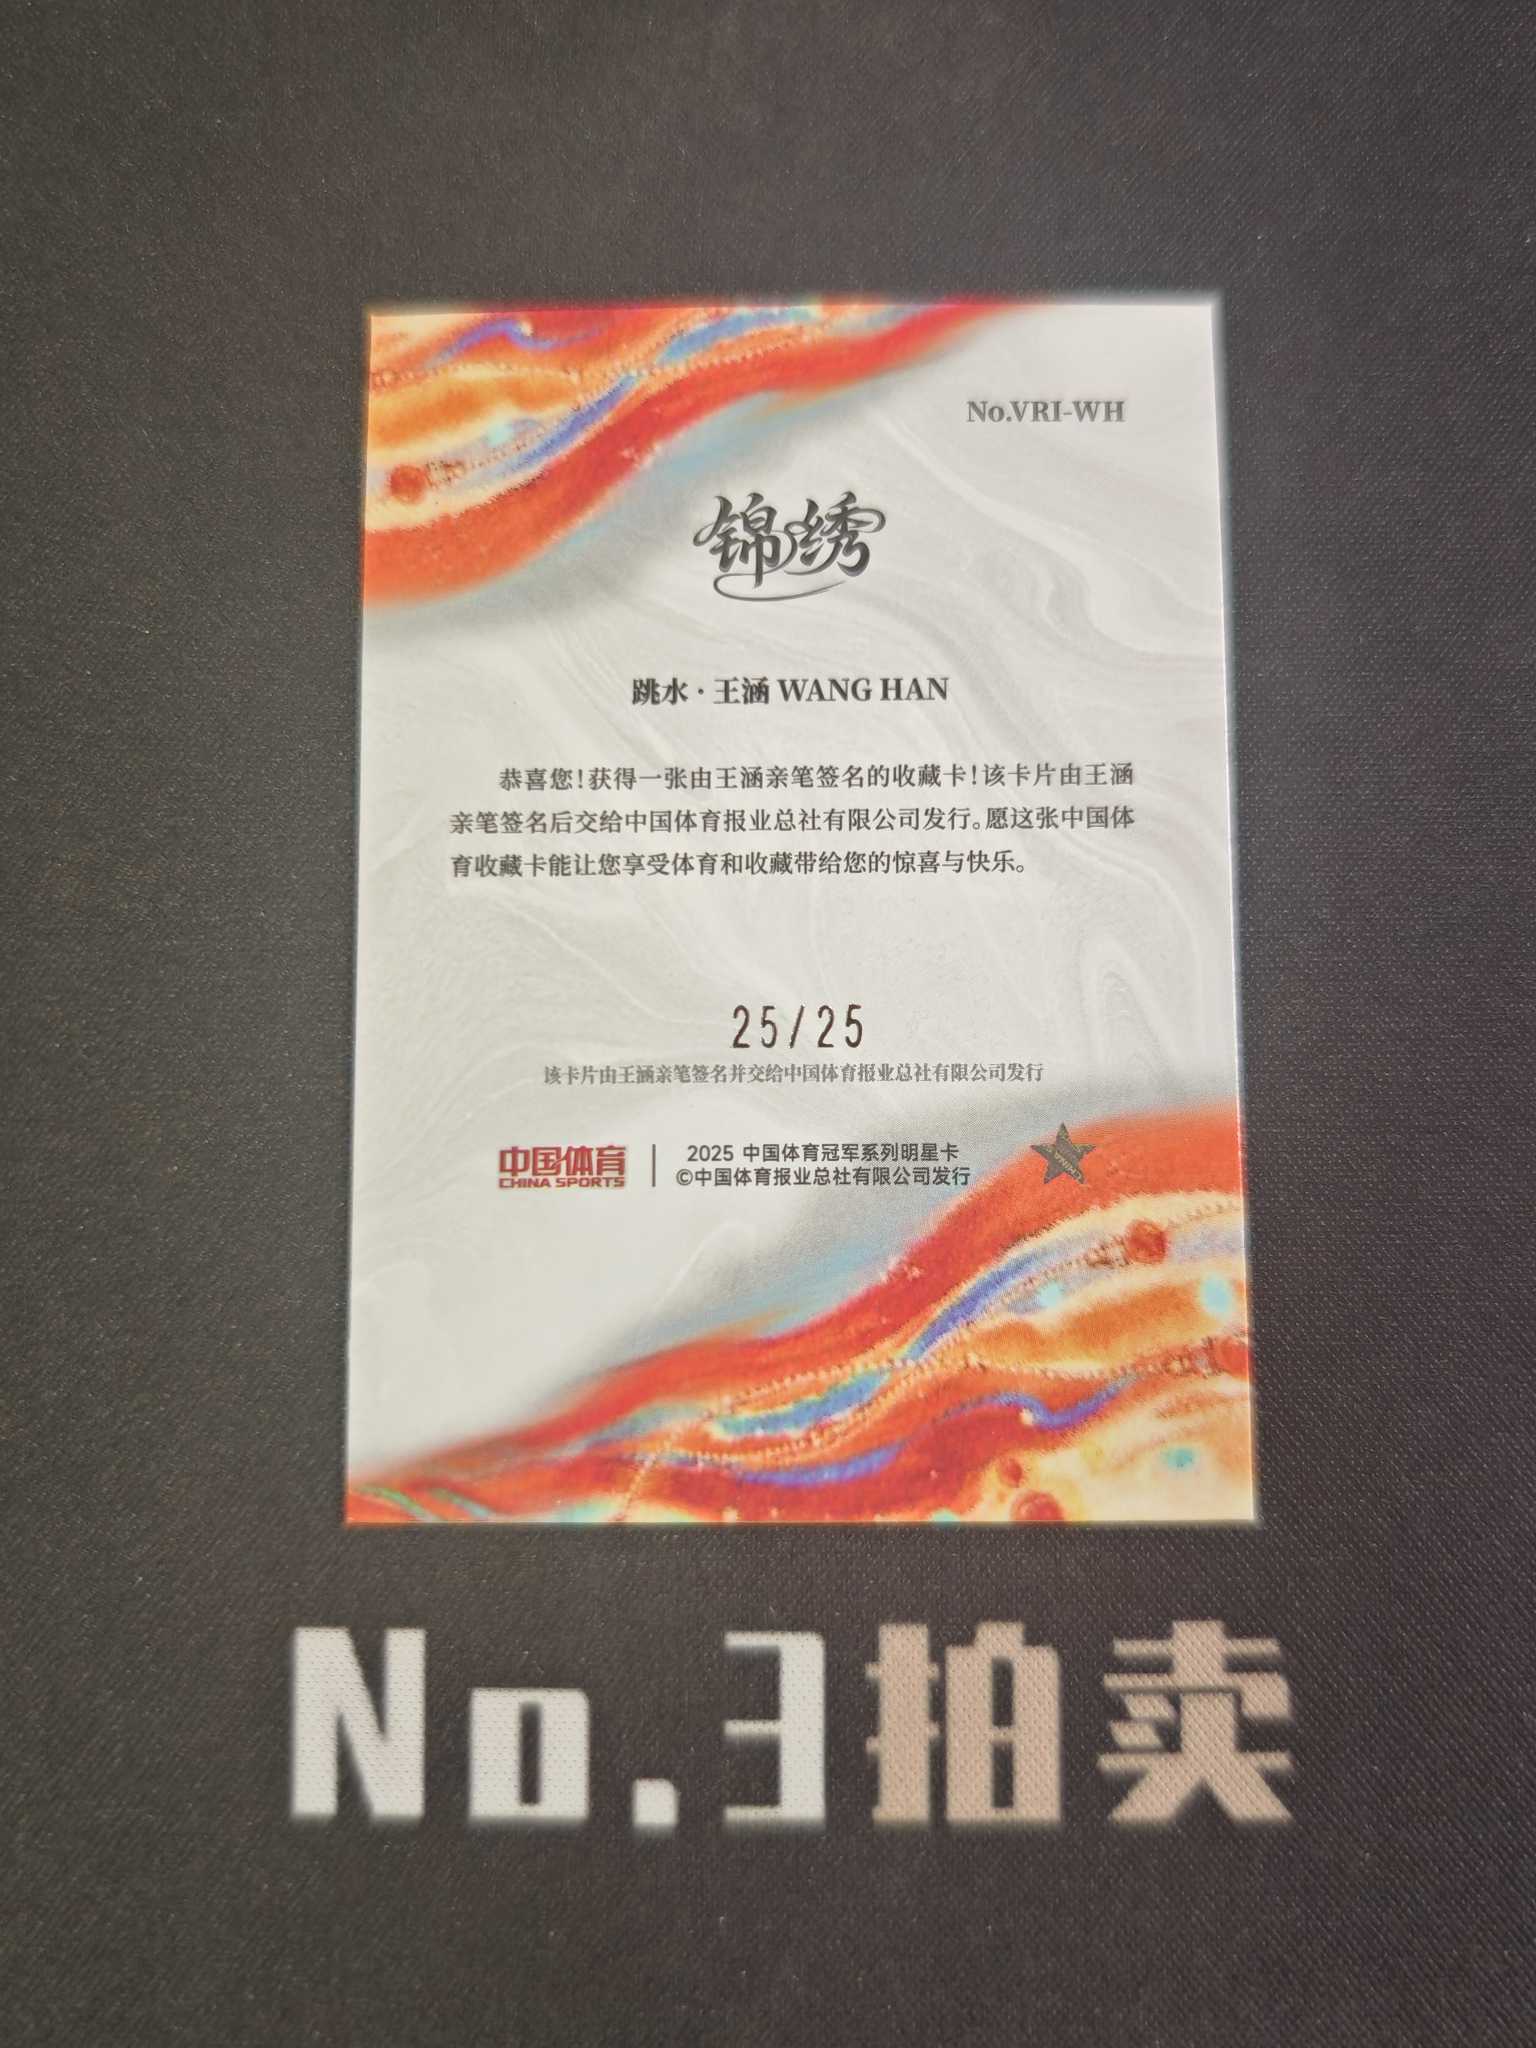 No.VRI-WH
锦绣
跳水·王涵 WANG HAN
恭喜您!获得一张由王涵亲笔签名的收藏卡!该卡片由王涵
亲笔签名后交给中国体育报业总社有限公司发行。愿这张中国体
育收藏卡能让您享受体育和收藏带给您的惊喜与快乐。
25/25
该卡片由王涵亲笔签名并交给中国体育报业总社有限公司发行
中国体育
CHINA SPORTS
2025 中国体育冠军系列明星卡
©中国体育报业总社有限公司发行
No.3拍卖